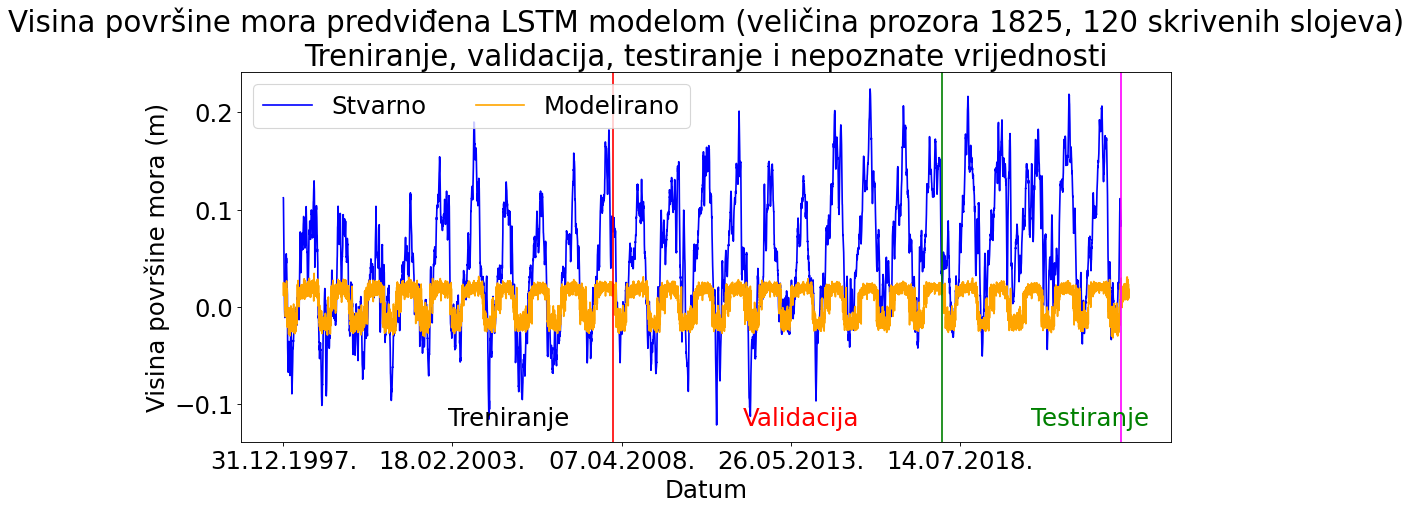 Visina površine mora predviđena LSTM modelom (veličina prozora 1825, 120 skrivenih slojeva)
Treniranje, validacija, testiranje i nepoznate vrijednosti
Stvarno Modelirano
Visina površine mora (m)
0.2
0.1
0.0
−0.1
Treniranje Validacija Testiranje
31.12.1997. 18.02.2003. 07.04.2008. 26.05.2013. 14.07.2018.
Datum